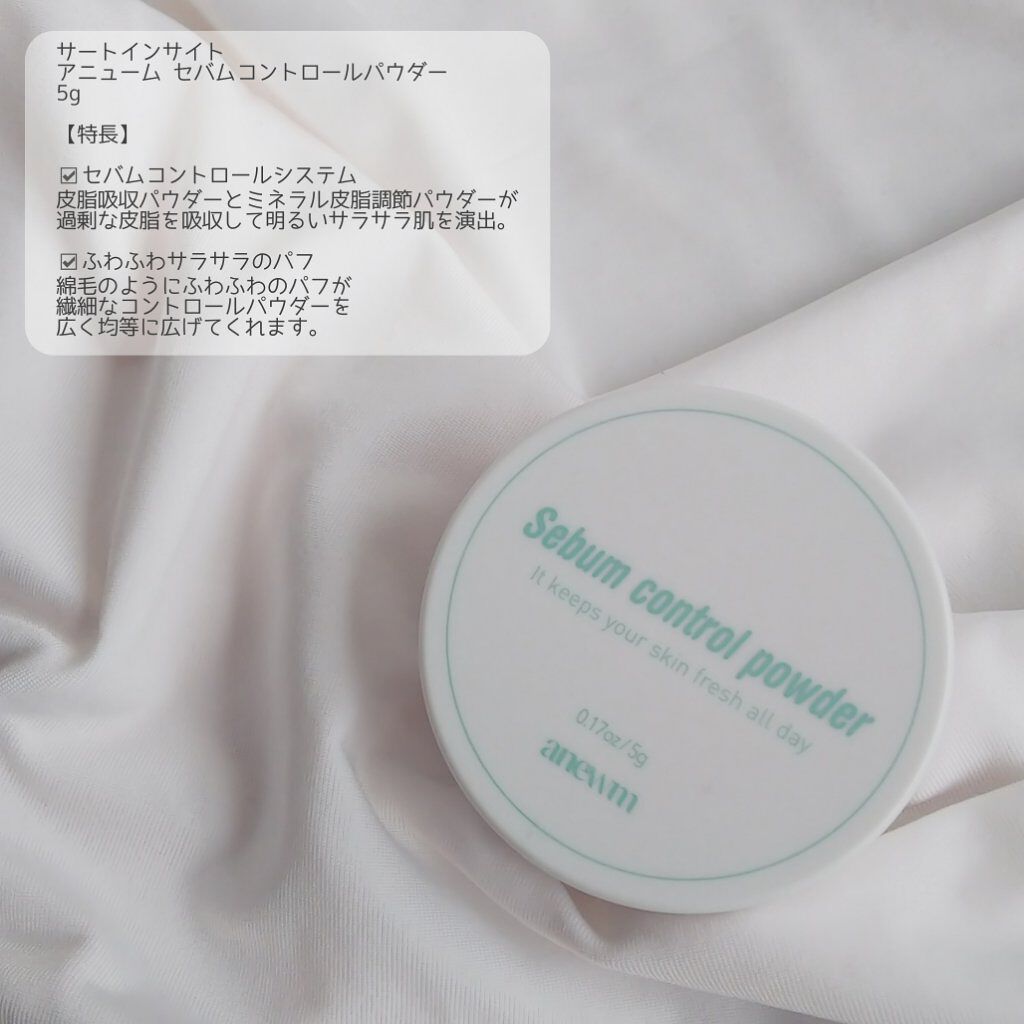 サートインサイト
アニューム セバムコントロールパウダー
5g
【特長】
☑セバムコントロールシステム
皮脂吸収パウダーとミネラル皮脂調節パウダーが
過剰な皮脂を吸収して明るいサラサラ肌を演出。
☑ふわふわサラサラのパフ
綿毛のようにふわふわのパフが
繊細なコントロールパウダーを
広く均等に広げてくれます。
Sebum control powder
It keeps your skin fresh all day
0.17oz/5g
anewm